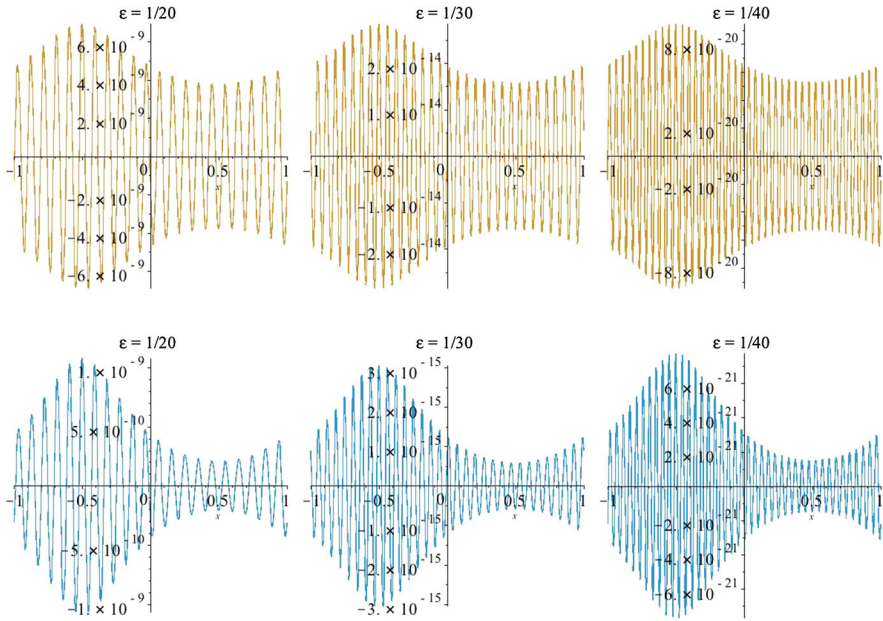 ε = 1/20
6. × 10 -9
4. × 10 -9
2. × 10 -9
-1 0 0.5 1
x
-2. × 10 -9
-4. × 10 -9
-6. × 10 -9
ε = 1/30
2. × 10 -14
1. × 10 -14
-1 -0.5 0 0.5 1
x
-1. × 10 -14
-2. × 10 -14
ε = 1/40
8. × 10 -20
2. × 10 -20
-1 -0.5 0 0.5 1
x
-2. × 10 -20
-8. × 10 -20
ε = 1/20
1. × 10 -9
5. × 10 -10
-1 -0.5 0 0.5 1
x
-5. × 10 -10
-1. × 10 -9
ε = 1/30
3. × 10 -15
2. × 10 -15
1. × 10 -15
-1 -0.5 0 0.5 1
x
-1. × 10 -15
-2. × 10 -15
-3. × 10 -15
ε = 1/40
6. × 10 -21
4. × 10 -21
2. × 10 -21
-1 -0.5 0 0.5 1
x
-2. × 10 -21
-4. × 10 -21
-6. × 10 -21